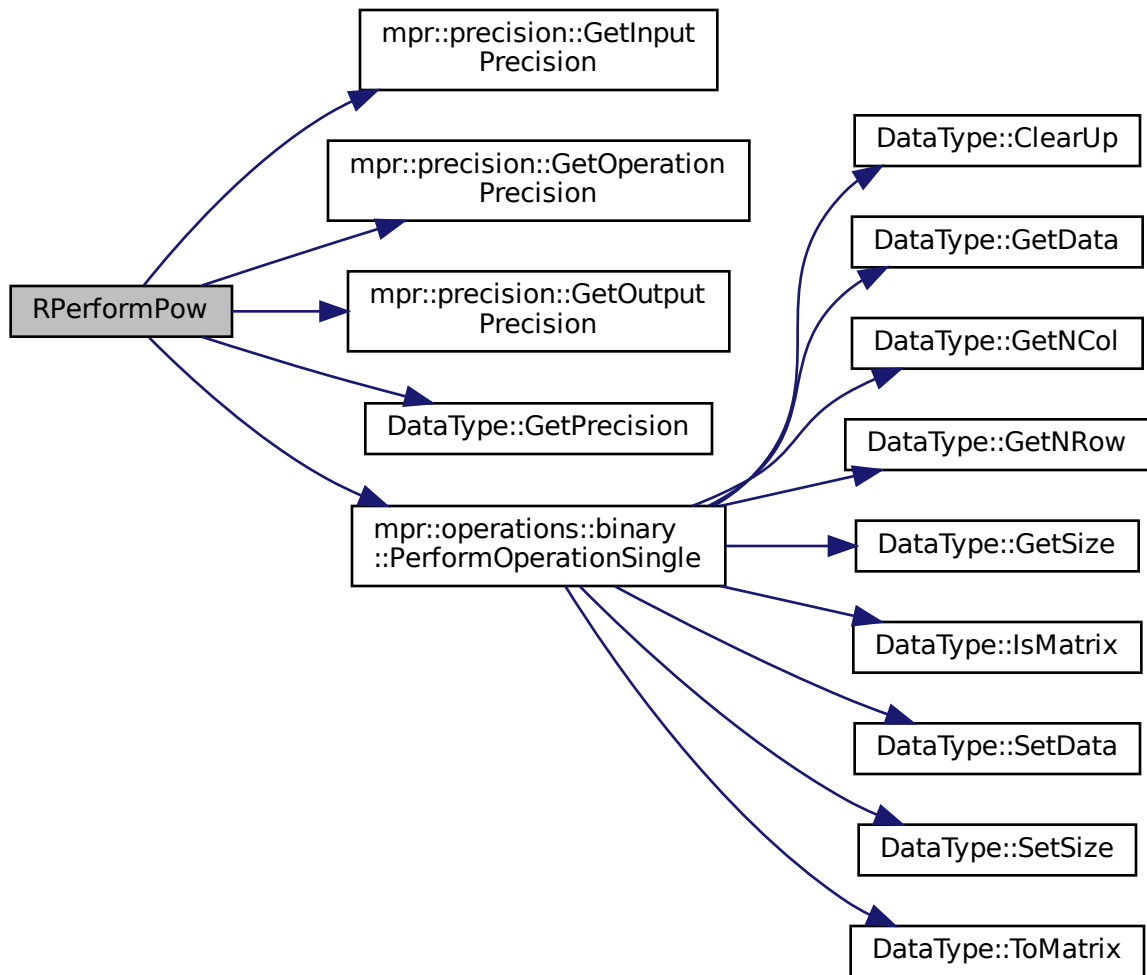 RPerformPow
mpr::precision::GetInput
Precision
mpr::precision::GetOperation
Precision
mpr::precision::GetOutput
Precision
DataType::GetPrecision
mpr::operations::binary
::PerformOperationSingle
DataType::ClearUp
DataType::GetData
DataType::GetNCol
DataType::GetNRow
DataType::GetSize
DataType::IsMatrix
DataType::SetData
DataType::SetSize
DataType::ToMatrix